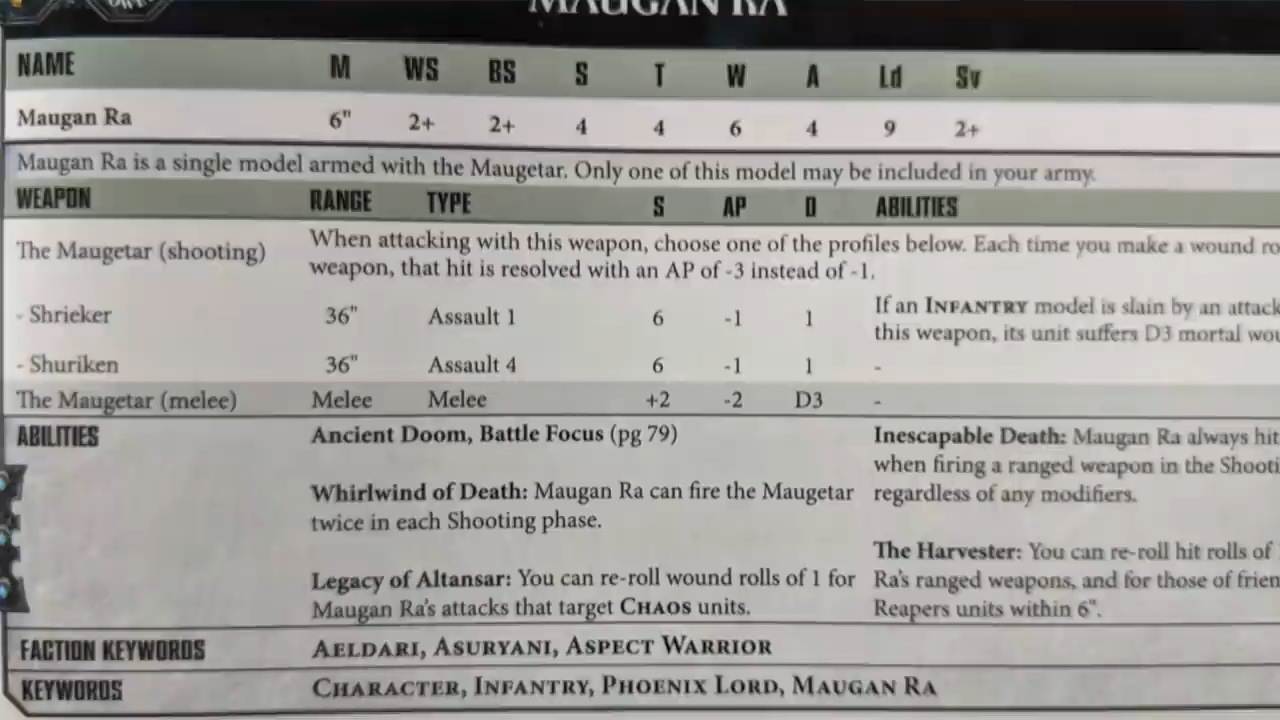 MAUGAN RA
NAME M WS BS S T W A Ld Sv
Maugan Ra 6" 2+ 2+ 4 4 6 4 9 2+
Maugan Ra is a single model armed with the Maugetar. Only one of this model may be included in your army.
WEAPON RANGE TYPE S AP D ABILITIES
The Maugetar (shooting) When attacking with this weapon, choose one of the profiles below. Each time you make a wound ro
weapon, that hit is resolved with an AP of -3 instead of -1.
- Shrieker 36" Assault 1 6 -1 1 If an INFANTRY model is slain by an attack
this weapon, its unit suffers D3 mortal wou
- Shuriken 36" Assault 4 6 -1 1 -
The Maugetar (melee) Melee Melee +2 -2 D3 -
ABILITIES
Ancient Doom, Battle Focus (pg 79)
Whirlwind of Death: Maugan Ra can fire the Maugetar
twice in each Shooting phase.
Legacy of Altansar: You can re-roll wound rolls of 1 for
Maugan Ra's attacks that target CHAOS units.
Inescapable Death: Maugan Ra always hit
when firing a ranged weapon in the Shooti
regardless of any modifiers.
The Harvester: You can re-roll hit rolls of
Ra's ranged weapons, and for those of frien
Reapers units within 6".
FACTION KEYWORDS AELDARI, ASURYANI, ASPECT WARRIOR
KEYWORDS CHARACTER, INFANTRY, PHOENIX LORD, MAUGAN RA